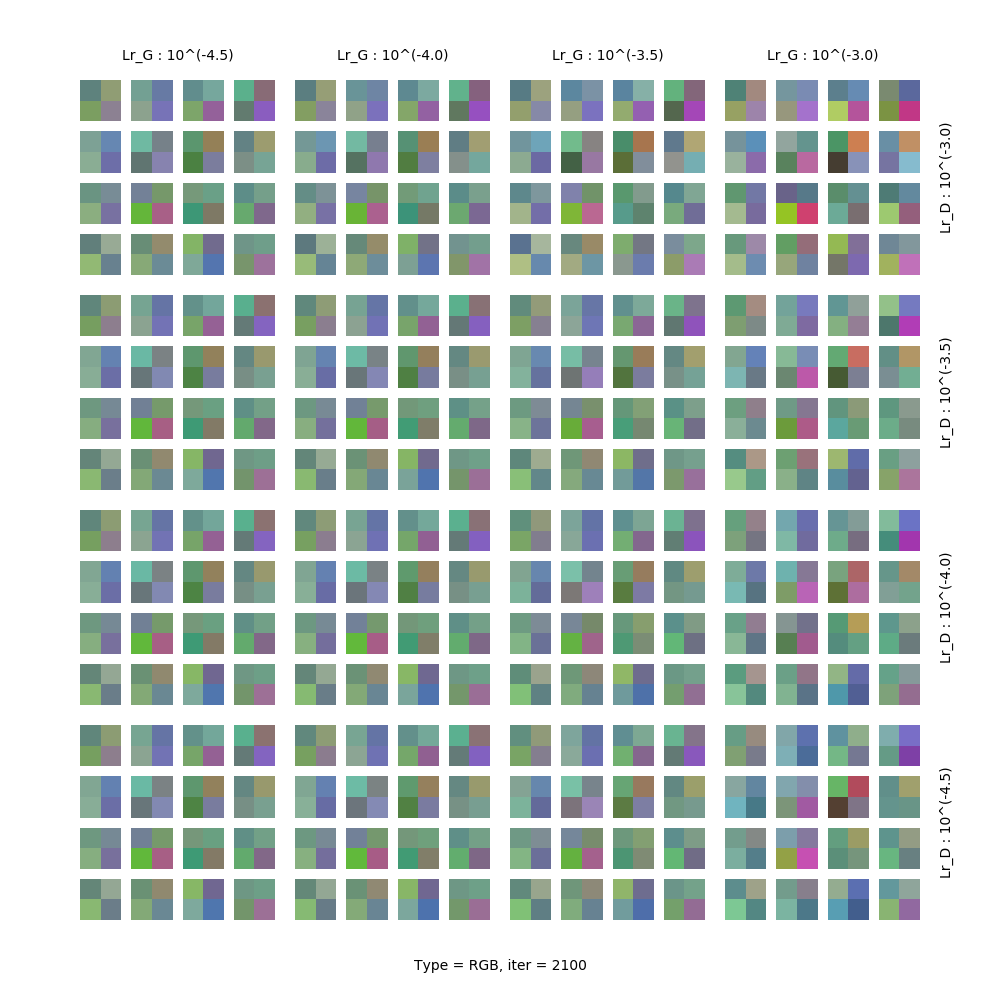 Lr_G : 10^(-4.5)
Lr_G : 10^(-4.0)
Lr_G : 10^(-3.5)
Lr_G : 10^(-3.0)
Lr_D : 10^(-3.0)
Lr_D : 10^(-3.5)
Lr_D : 10^(-4.0)
Lr_D : 10^(-4.5)
Type = RGB, iter = 2100